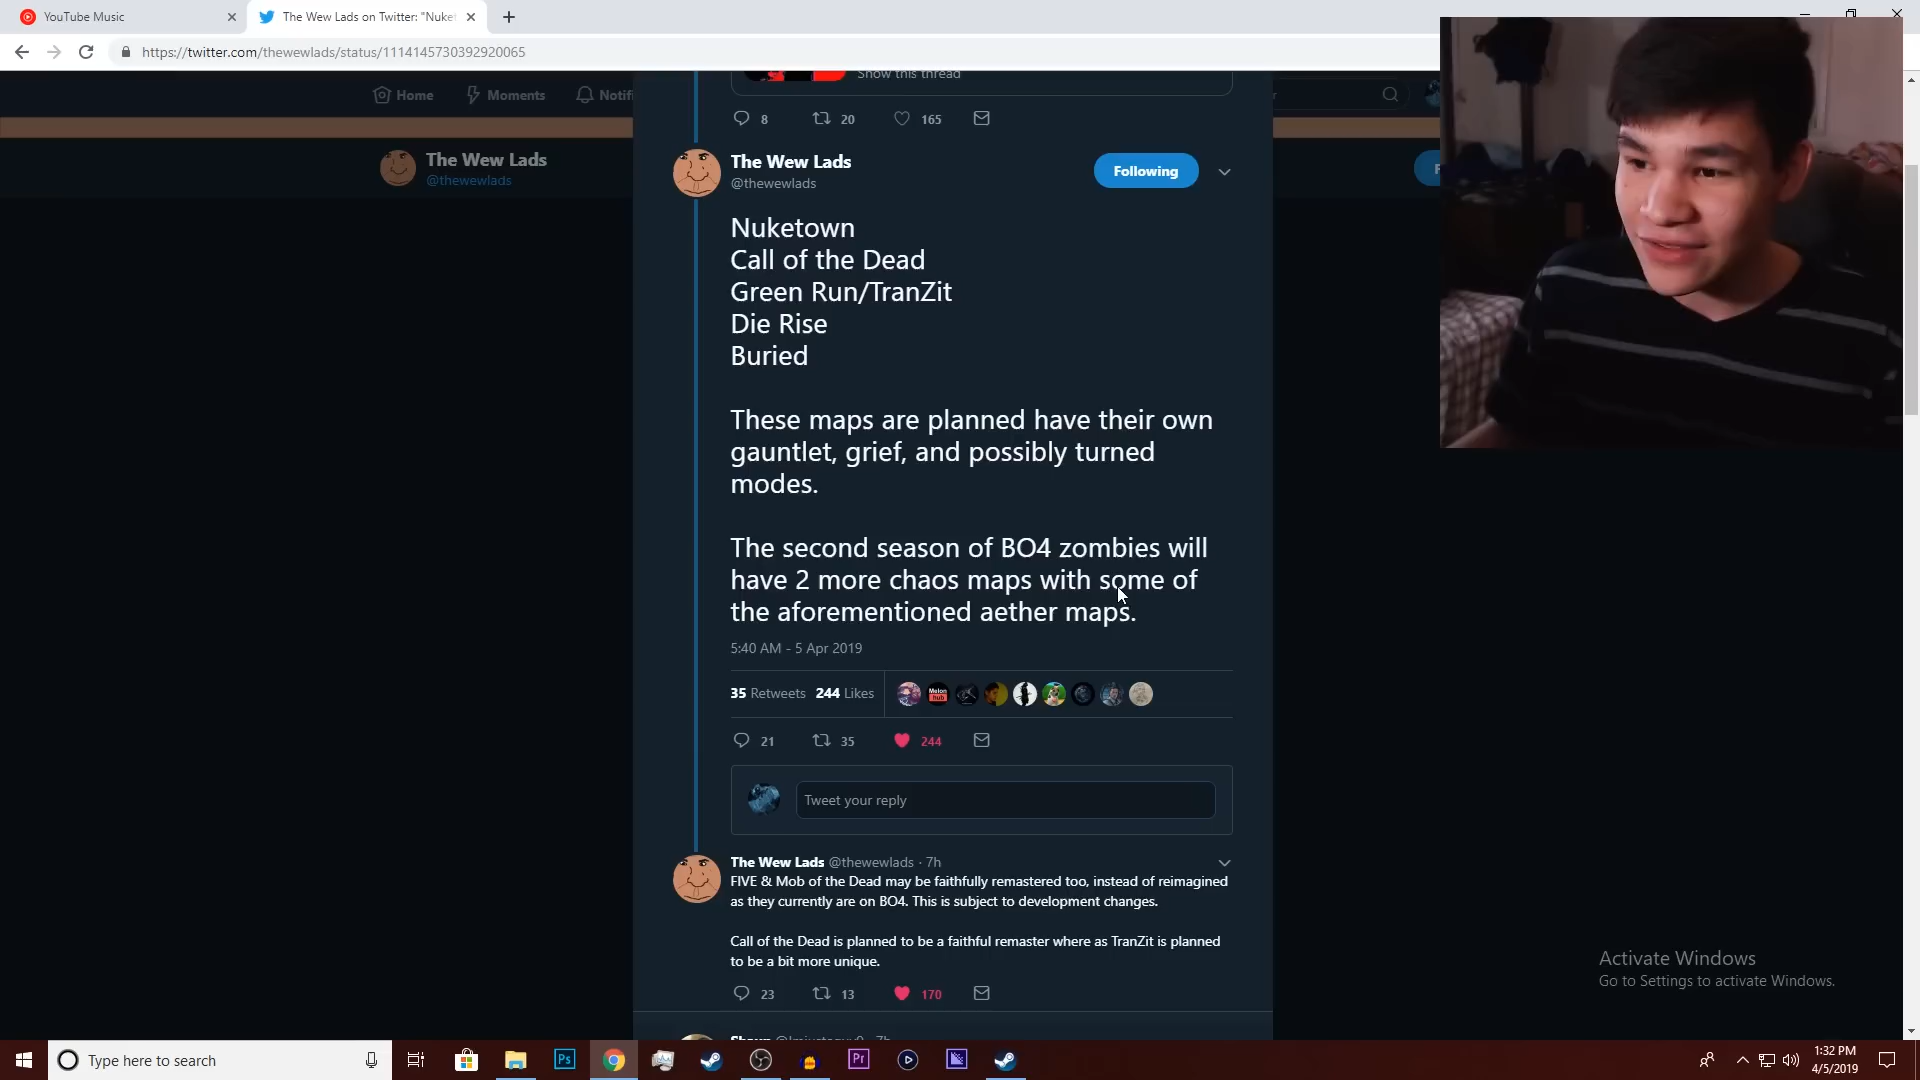 YouTube Music
The Wew Lads on Twitter: "Nuket
https://twitter.com/thewewlads/status/1114145730392920065
Home
Moments
Notifi
Show this thread
8
20
165
The Wew Lads
@thewewlads
The Wew Lads
@thewewlads
Following
Nuketown
Call of the Dead
Green Run/TranZit
Die Rise
Buried
These maps are planned have their own
gauntlet, grief, and possibly turned
modes.
The second season of BO4 zombies will
have 2 more chaos maps with some of
the aforementioned aether maps.
5:40 AM - 5 Apr 2019
35 Retweets 244 Likes
Melon
hub
21
35
244
Tweet your reply
The Wew Lads @thewewlads · 7h
FIVE & Mob of the Dead may be faithfully remastered too, instead of reimagined
as they currently are on BO4. This is subject to development changes.
Call of the Dead is planned to be a faithful remaster where as TranZit is planned
to be a bit more unique.
23
13
170
Activate Windows
Go to Settings to activate Windows.
Type here to search
Ps
Pr
1:32 PM
4/5/2019